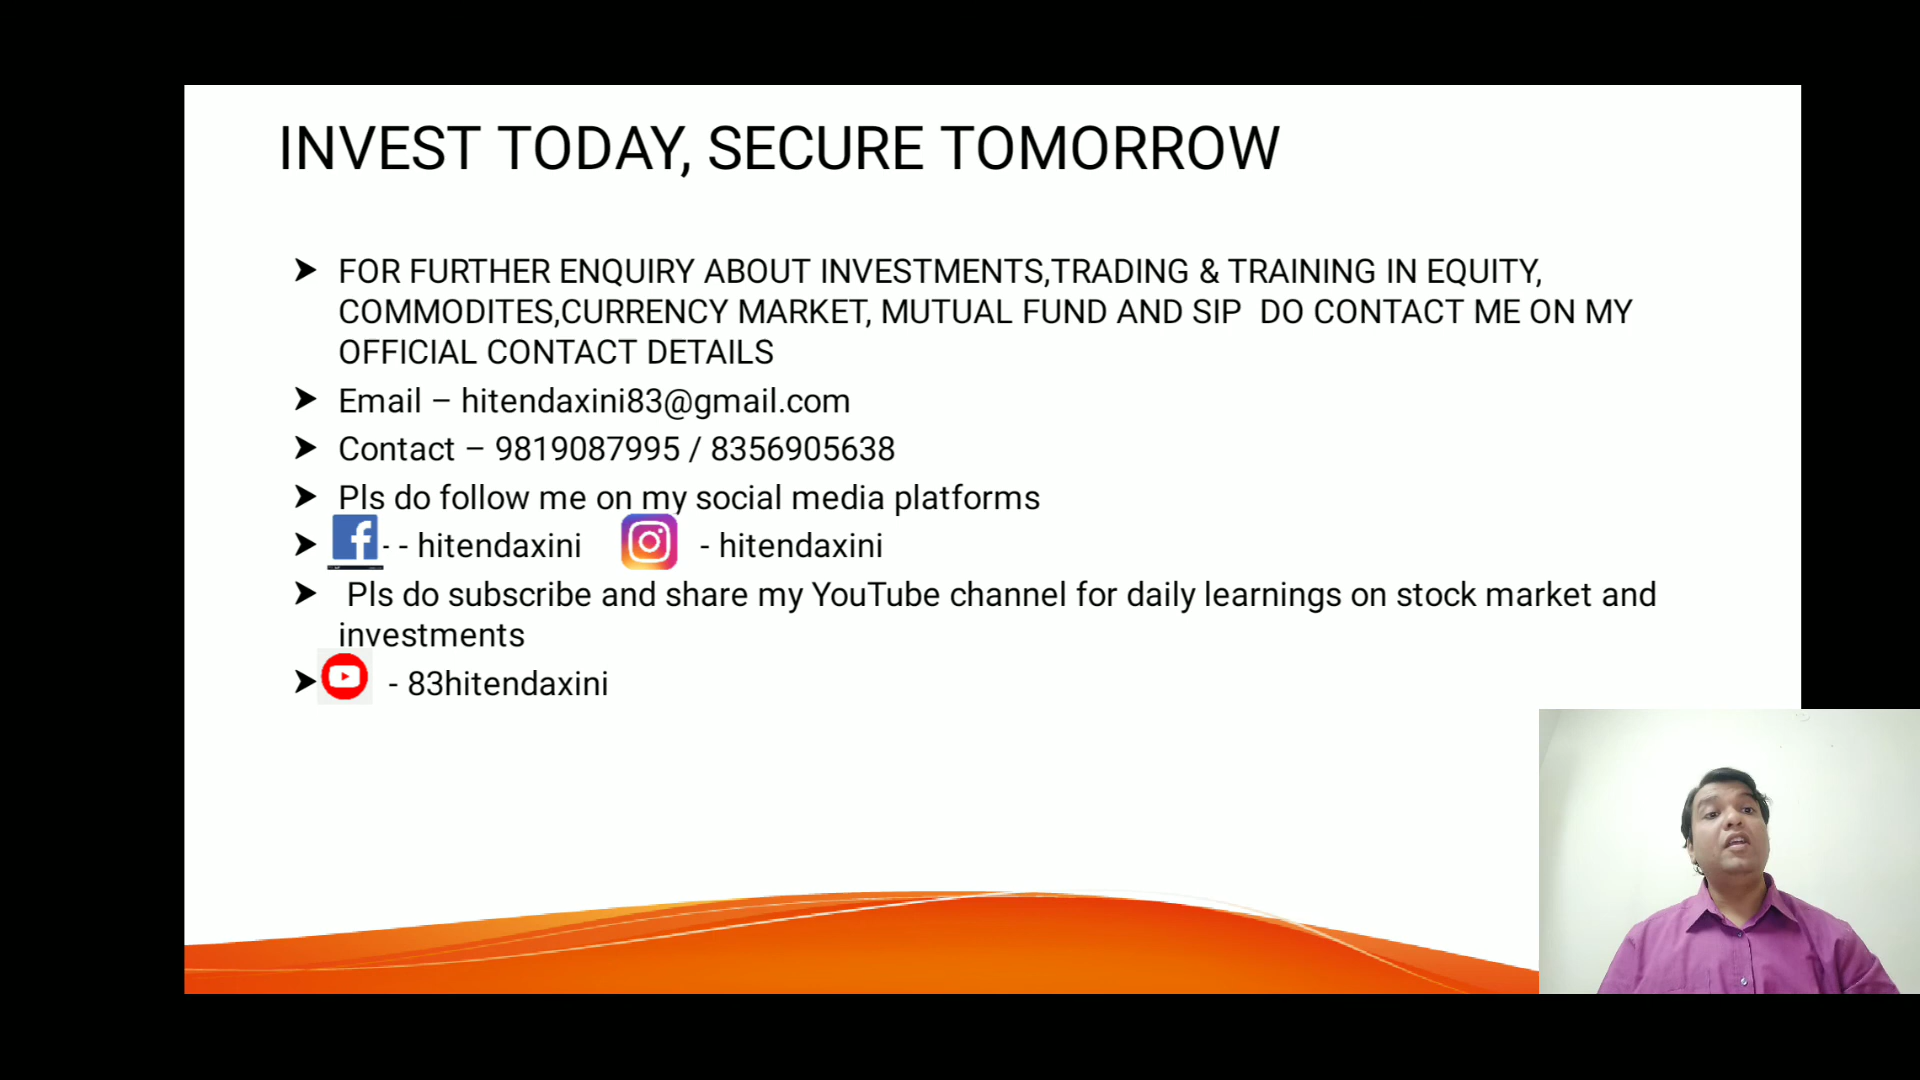 INVEST TODAY, SECURE TOMORROW
FOR FURTHER ENQUIRY ABOUT INVESTMENTS,TRADING & TRAINING IN EQUITY,
COMMODITES,CURRENCY MARKET, MUTUAL FUND AND SIP  DO CONTACT ME ON MY
OFFICIAL CONTACT DETAILS
Email – hitendaxini83@gmail.com
Contact – 9819087995 / 8356905638
Pls do follow me on my social media platforms
- - hitendaxini - hitendaxini
Pls do subscribe and share my YouTube channel for daily learnings on stock market and
investments
- 83hitendaxini